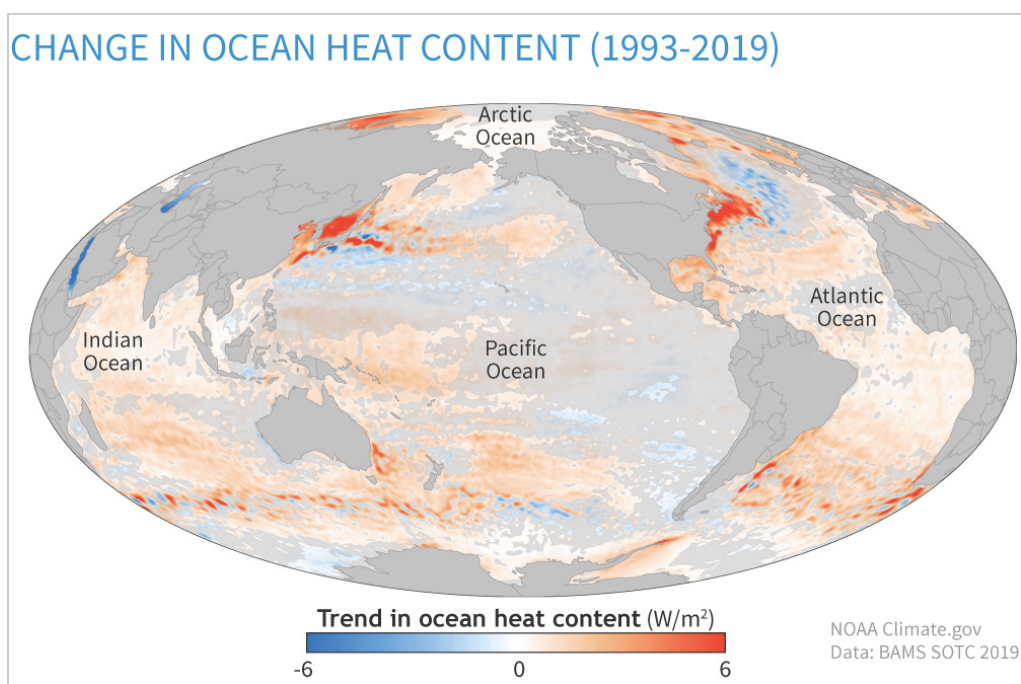 CHANGE IN OCEAN HEAT CONTENT (1993-2019)
Arctic
Ocean
Atlantic
Ocean
Indian
Ocean
Pacific
Ocean
Trend in ocean heat content (W/m²)
-6
0
6
NOAA Climate.gov
Data: BAMS SOTC 2019